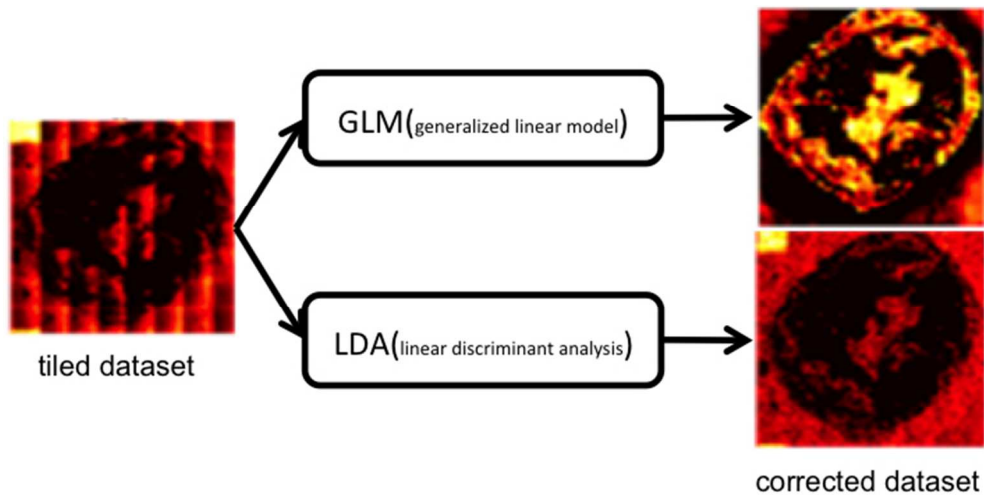 GLM(generalized linear model)
tiled dataset
LDA(linear discriminant analysis)
corrected dataset